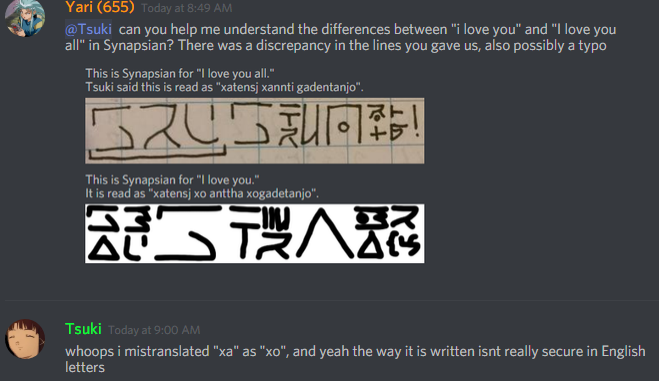 Yari (655) Today at 8:49 AM
@Tsuki can you help me understand the differences between "i love you" and "I love you
all" in Synapsian? There was a discrepancy in the lines you gave us, also possibly a typo
This is Synapsian for "I love you all."
Tsuki said this is read as "xatensj xannti gadentanjo".
This is Synapsian for "I love you."
It is read as "xatensj xo anttha xogadetanjo".
Tsuki Today at 9:00 AM
whoops i mistranslated "xa" as "xo", and yeah the way it is written isnt really secure in English
letters